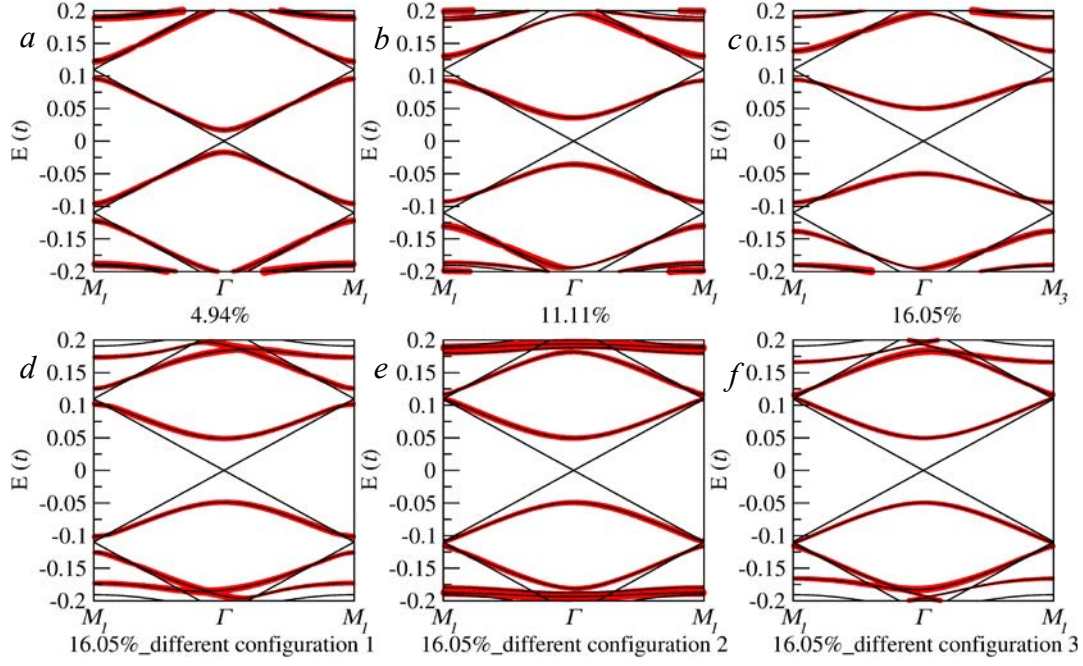 a
b
c
E (t)
0.2
0.15
0.1
0.05
0
-0.05
-0.1
-0.15
-0.2
M1 Γ M1
4.94%
E (t)
0.2
0.15
0.1
0.05
0
-0.05
-0.1
-0.15
-0.2
M1 Γ M1
11.11%
E (t)
0.2
0.15
0.1
0.05
0
-0.05
-0.1
-0.15
-0.2
M1 Γ M3
16.05%
d
e
f
E (t)
0.2
0.15
0.1
0.05
0
-0.05
-0.1
-0.15
-0.2
M1 Γ M1
16.05%_different configuration 1
E (t)
0.2
0.15
0.1
0.05
0
-0.05
-0.1
-0.15
-0.2
M1 Γ M1
16.05%_different configuration 2
E (t)
0.2
0.15
0.1
0.05
0
-0.05
-0.1
-0.15
-0.2
M1 Γ M1
16.05%_different configuration 3